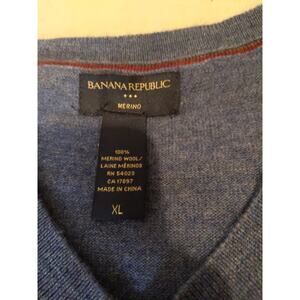 BANANA REPUBLIC
MERINO
100%
MERINO WOOL/
LAINE MÉRINOS
RN 54023
CA 17897
MADE IN CHINA
XL